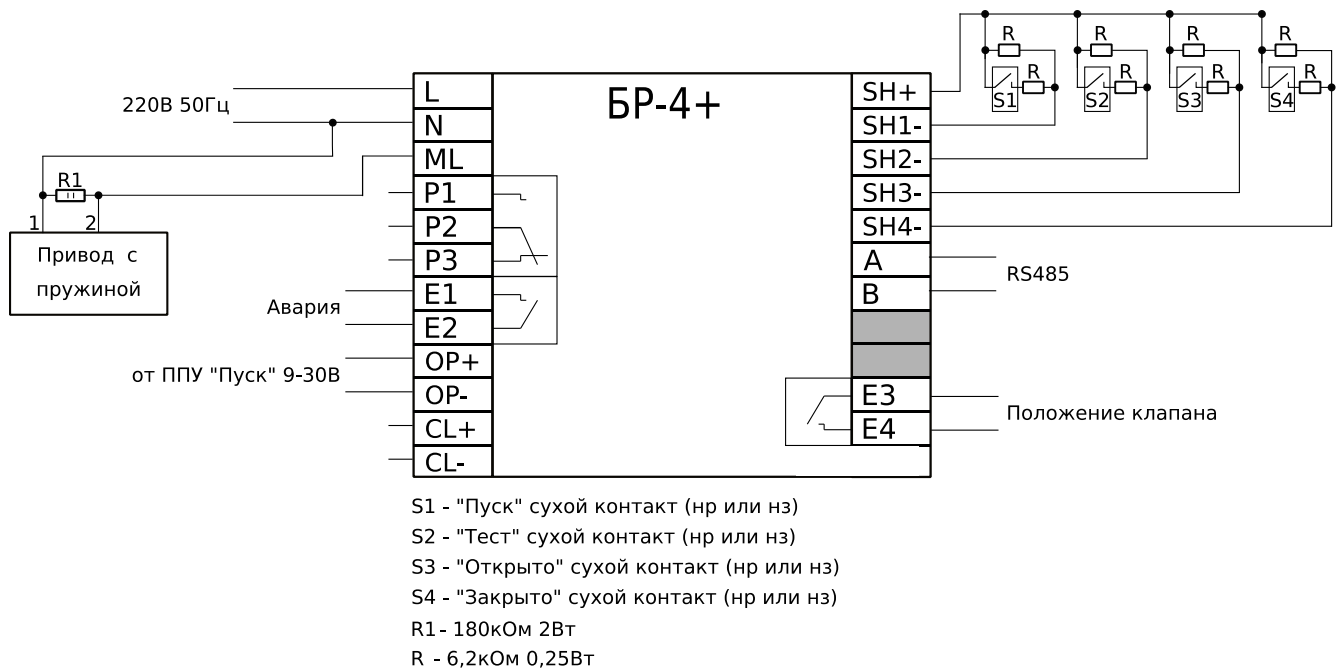 БР-4+
220В 50Гц
L
N
ML
P1
P2
P3
E1
E2
OP+
OP-
CL+
CL-
R1
1
2
Привод с
пружиной
Авария
от ППУ "Пуск" 9-30В
SH+
SH1-
SH2-
SH3-
SH4-
A
B
E3
E4
R
R
R
R
R
R
R
R
S1
S2
S3
S4
RS485
Положение клапана
S1 - "Пуск" сухой контакт (нр или нз)
S2 - "Тест" сухой контакт (нр или нз)
S3 - "Открыто" сухой контакт (нр или нз)
S4 - "Закрыто" сухой контакт (нр или нз)
R1 - 180кОм 2Вт
R - 6,2кОм 0,25Вт